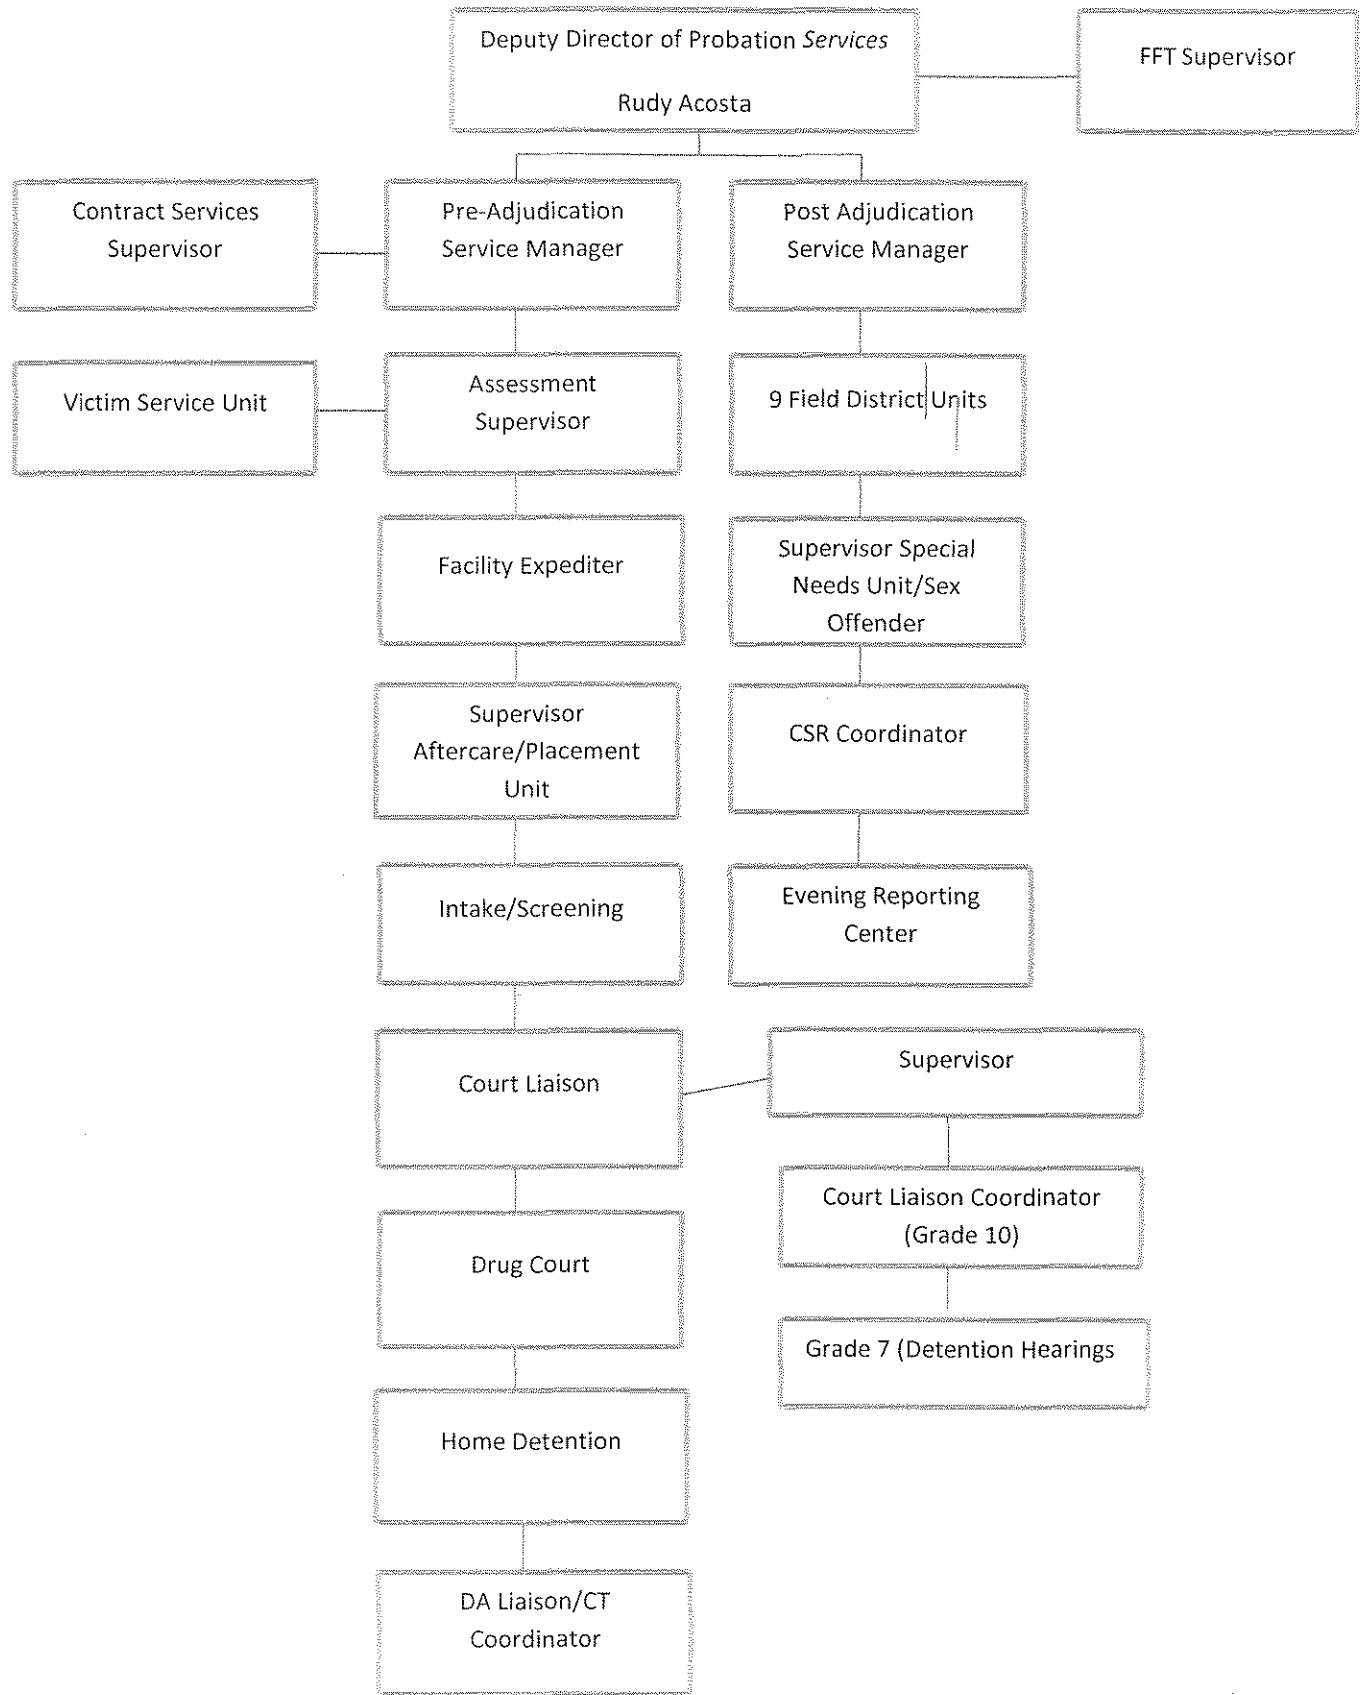 Deputy Director of Probation Services
Rudy Acosta
FFT Supervisor
Contract Services
Supervisor
Pre-Adjudication
Service Manager
Post Adjudication
Service Manager
Victim Service Unit
Assessment
Supervisor
9 Field District Units
Facility Expediter
Supervisor Special
Needs Unit/Sex
Offender
Supervisor
Aftercare/Placement
Unit
CSR Coordinator
Intake/Screening
Evening Reporting
Center
Court Liaison
Supervisor
Court Liaison Coordinator
(Grade 10)
Drug Court
Grade 7 (Detention Hearings
Home Detention
DA Liaison/CT
Coordinator